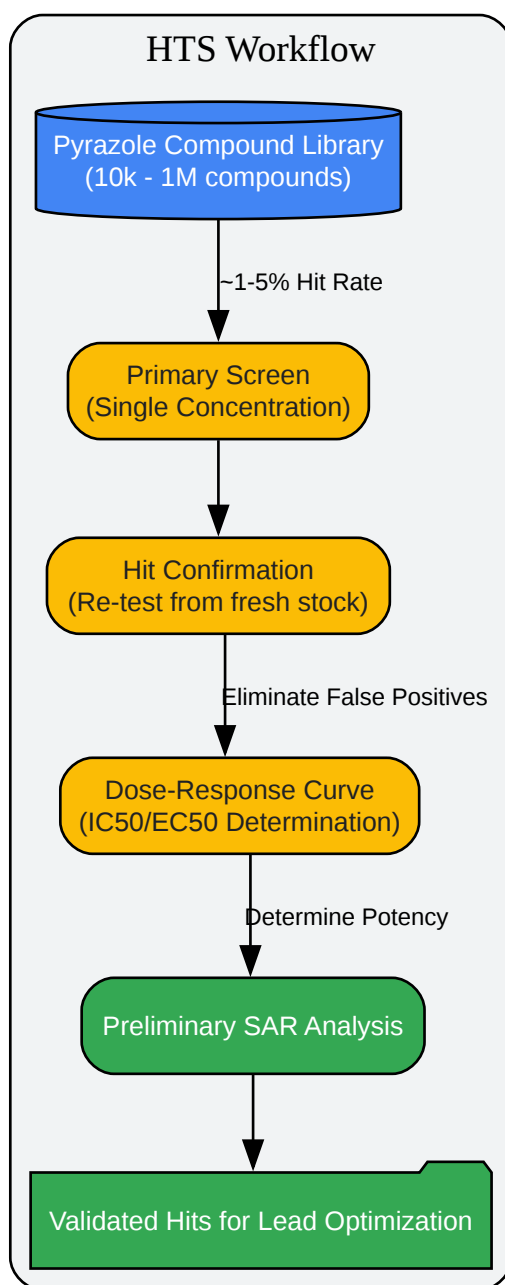 HTS Workflow
Pyrazole Compound Library
(10k - 1M compounds)
~1-5% Hit Rate
Primary Screen
(Single Concentration)
Hit Confirmation
(Re-test from fresh stock)
Eliminate False Positives
Dose-Response Curve
(IC50/EC50 Determination)
Determine Potency
Preliminary SAR Analysis
Validated Hits for Lead Optimization